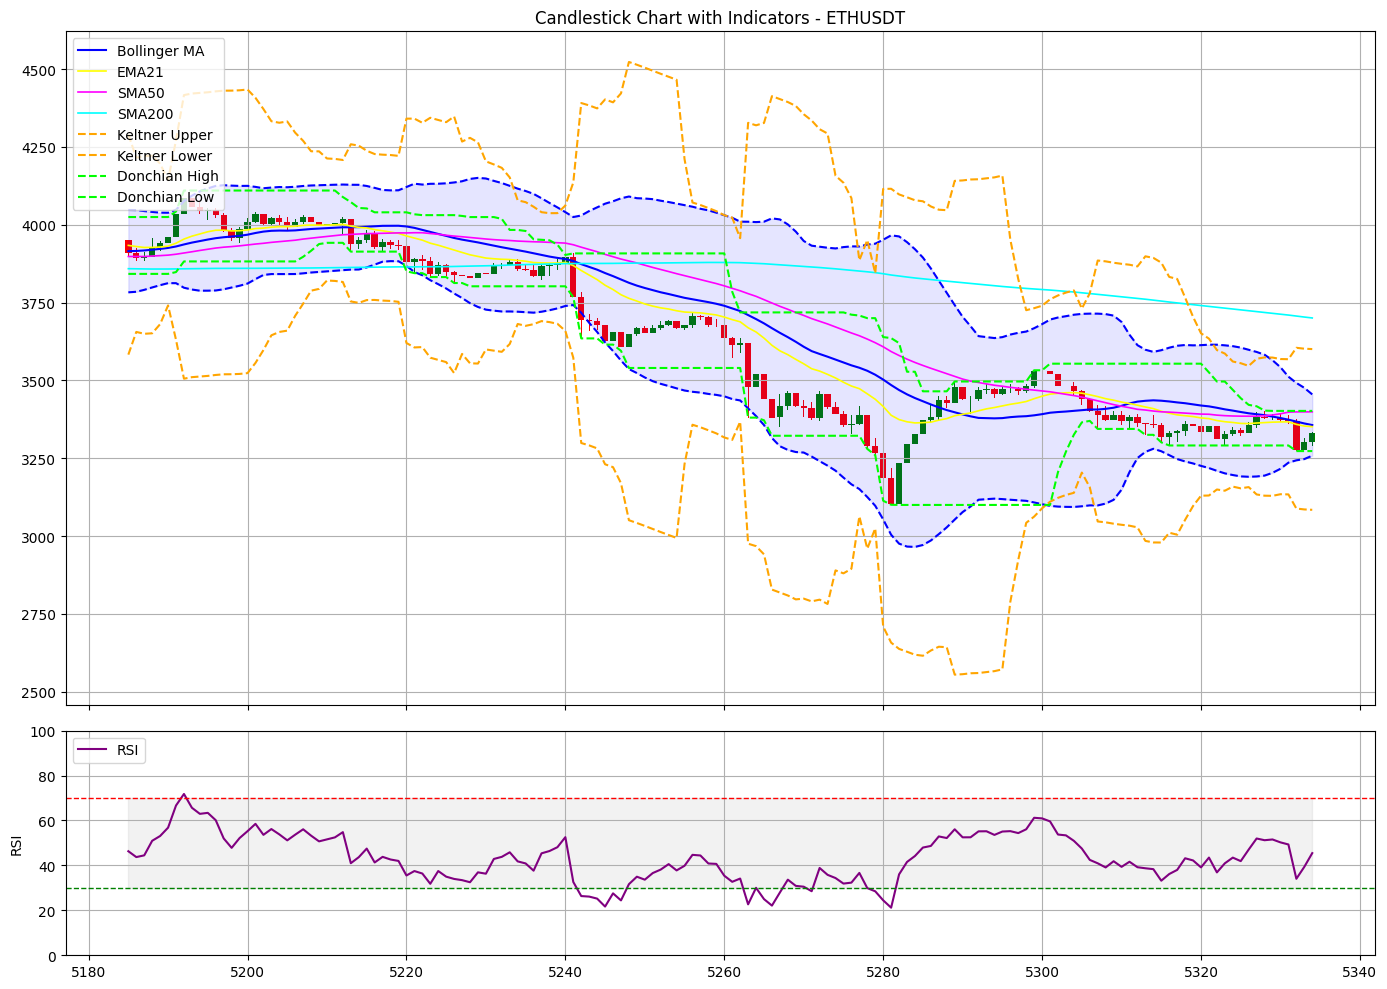 Candlestick Chart with Indicators - ETHUSDT
Bollinger MA
EMA21
SMA50
SMA200
Keltner Upper
Keltner Lower
Donchian High
Donchian Low
4500
4250
4000
3750
3500
3250
3000
2750
2500
RSI
100
80
60
40
20
0
RSI
5180
5200
5220
5240
5260
5280
5300
5320
5340